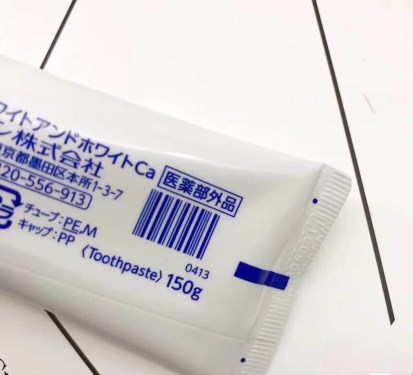 ワイトアンドホワイトCa
ン株式会社
東京都墨田区本所1-3-7
20-556-913
医薬部外品
チューブ:PE,M
キャップ:PP
〈Toothpaste〉150g
0413